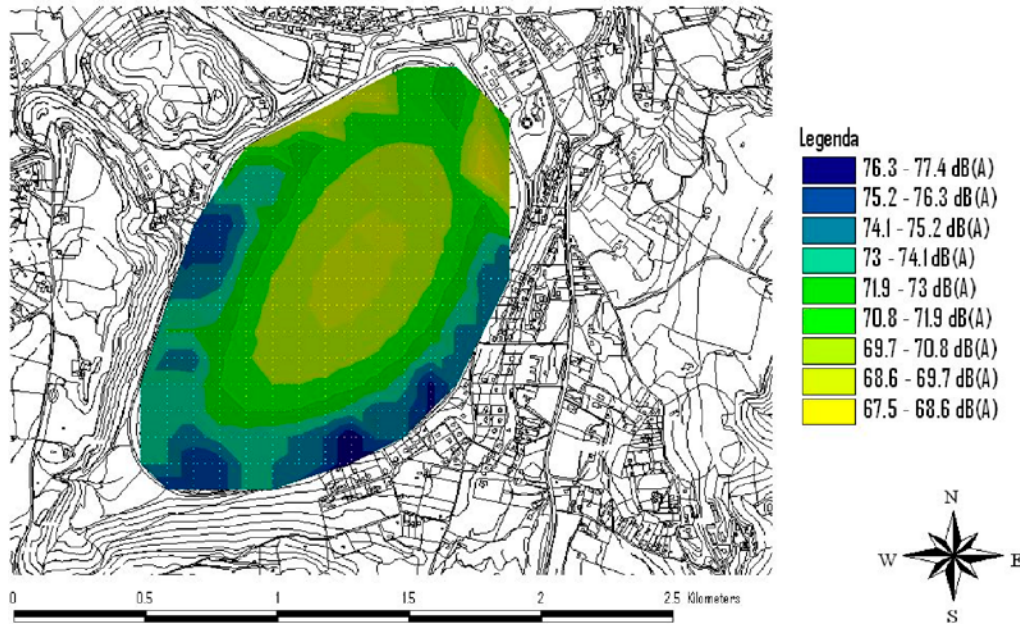 Legenda
76.3 - 77.4 dB(A)
75.2 - 76.3 dB(A)
74.1 - 75.2 dB(A)
73 - 74.1 dB(A)
71.9 - 73 dB(A)
70.8 - 71.9 dB(A)
69.7 - 70.8 dB(A)
68.6 - 69.7 dB(A)
67.5 - 68.6 dB(A)
N
W E
S
0 0.5 1 15 2 2.5 Kilometers